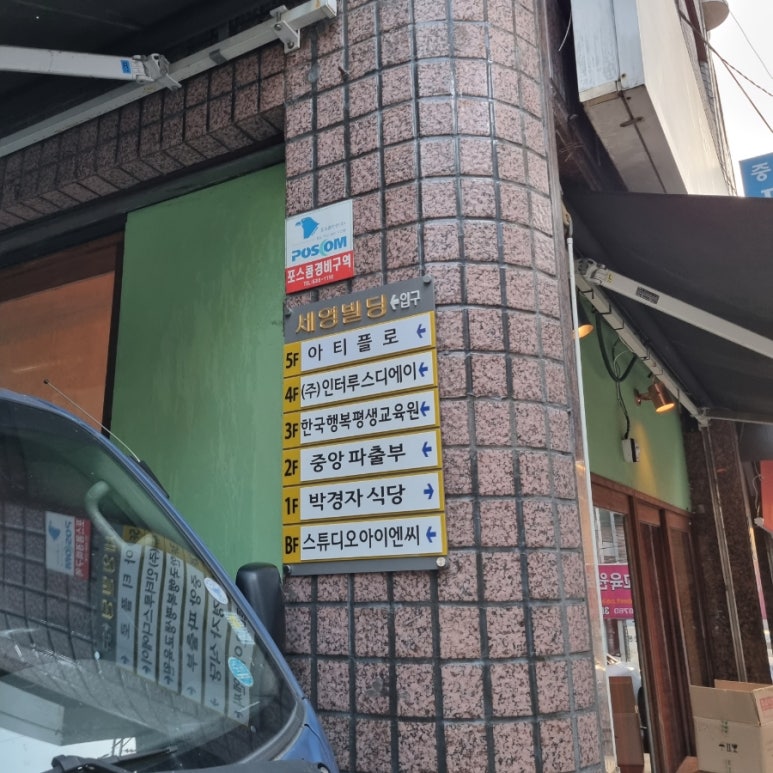 POSCOM
포스콤경비구역
세영빌딩 ←입구
5F 아티플로 ←
4F (주)인터루스디에이 ←
3F 한국행복평생교육원 ←
2F 중앙파출부 ←
1F 박경자식당 →
BF 스튜디오아이엔씨 ←
중